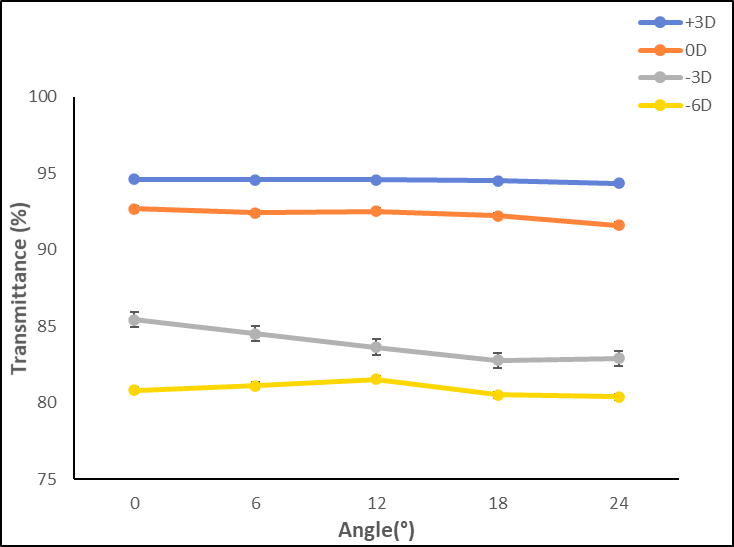 +3D
0D
-3D
-6D
100
95
90
85
80
75
Transmittance (%)
0 6 12 18 24
Angle(°)